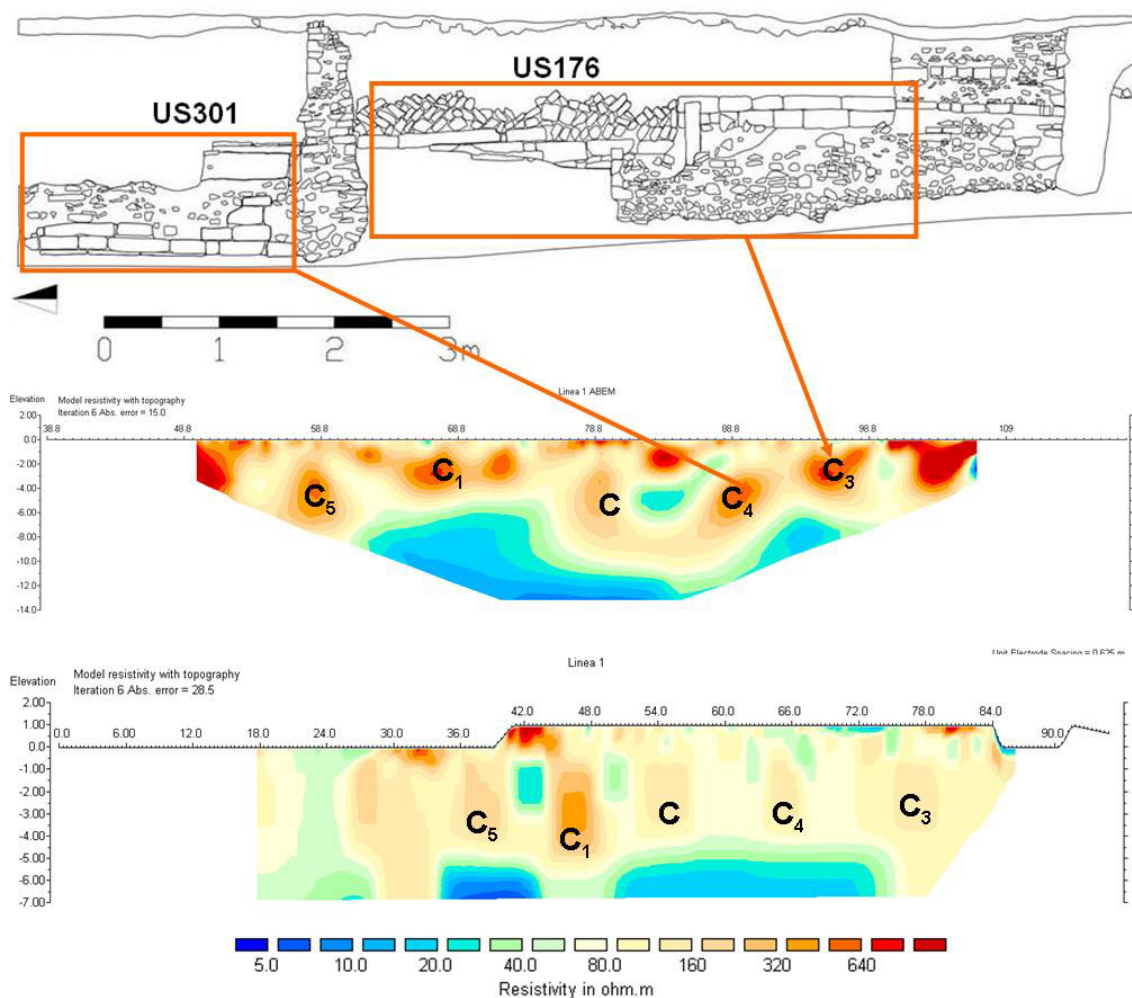 US176
US301
0 1 2 3m
Linea 1 ABEM
Elevation
Model resistivity with topography
Iteration 6 Abs. error = 15.0
38.8 48.8 58.8 68.8 78.8 88.8 98.8 109
2.00
0.0
-2.00
-4.00
-6.00
-8.00
-10.0
-12.0
-14.0
C5 C1 C C4 C3
Linea 1
Unit Electrode Spacing = 0.625 m
Elevation
Model resistivity with topography
Iteration 6 Abs. error = 28.5
2.00
1.00
0.0
-1.00
-2.00
-3.00
-4.00
-5.00
-6.00
-7.00
0.0 6.00 12.0 18.0 24.0 30.0 36.0 42.0 48.0 54.0 60.0 66.0 72.0 78.0 84.0 90.0
C5 C1 C C4 C3
5.0 10.0 20.0 40.0 80.0 160 320 640
Resistivity in ohm.m